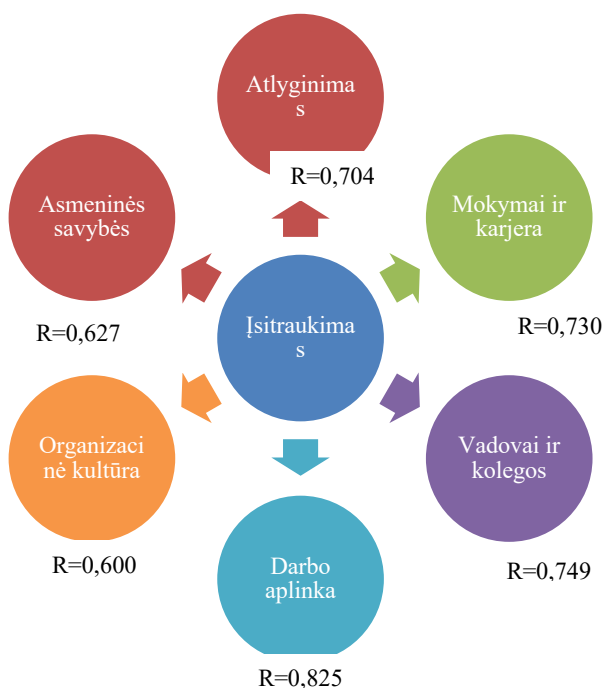 Atlyginima
s
R=0,704
Asmeninės
savybės
R=0,627
Mokymai ir
karjera
R=0,730
Įsitraukima
s
Organizaci
nė kultūra
R=0,600
Vadovai ir
kolegos
R=0,749
Darbo
aplinka
R=0,825